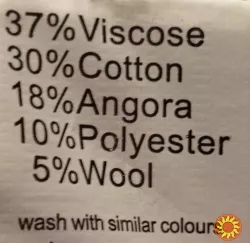 37%Viscose
30%Cotton
18%Angora
10%Polyester
5%Wool
wash with similar colours